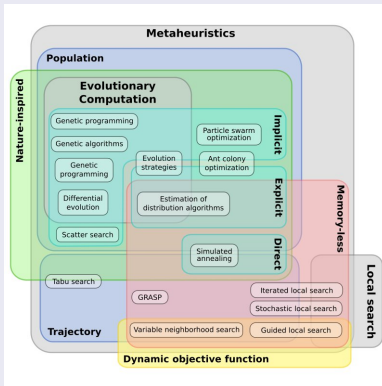 Metaheuristics
Population
Nature-inspired
Evolutionary
Computation
Genetic programming
Genetic algorithms
Genetic
programming
Differential
evolution
Scatter search
Evolution
strategies
Particle swarm
optimization
Ant colony
optimization
Implicit
Estimation of
distribution algorithms
Explicit
Simulated
annealing
Direct
Memory-less
Local search
Tabu search
GRASP
Iterated local search
Stochastic local search
Trajectory
Variable neighborhood search
Guided local search
Dynamic objective function